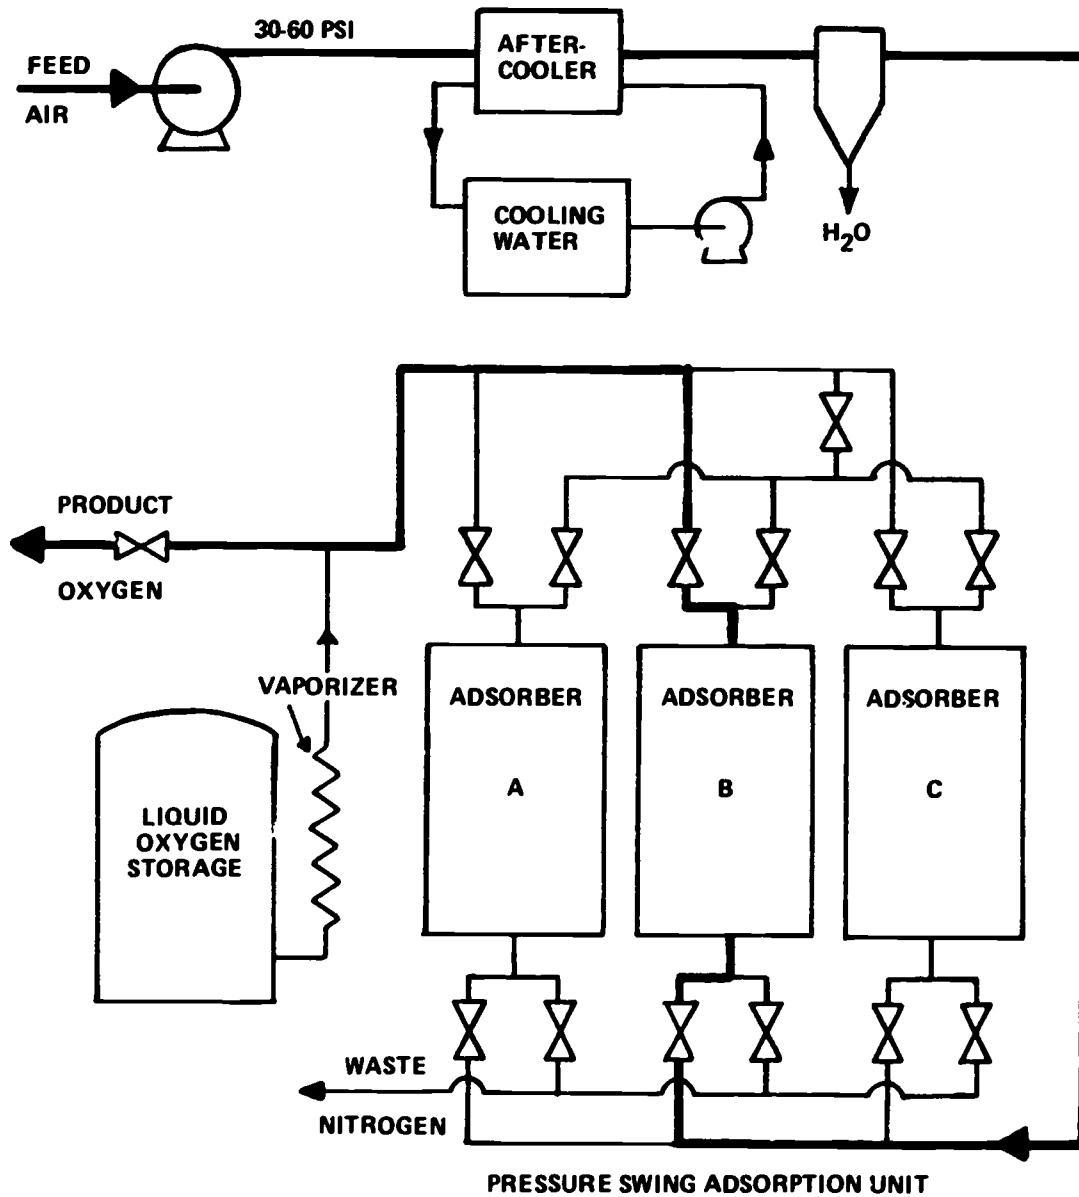 30-60 PSI
FEED
AIR
AFTER-
COOLER
COOLING
WATER
H₂O
PRODUCT
OXYGEN
VAPORIZER
LIQUID
OXYGEN
STORAGE
ADSORBER
A
ADSORBER
B
ADSORBER
C
WASTE
NITROGEN
PRESSURE SWING ADSORPTION UNIT